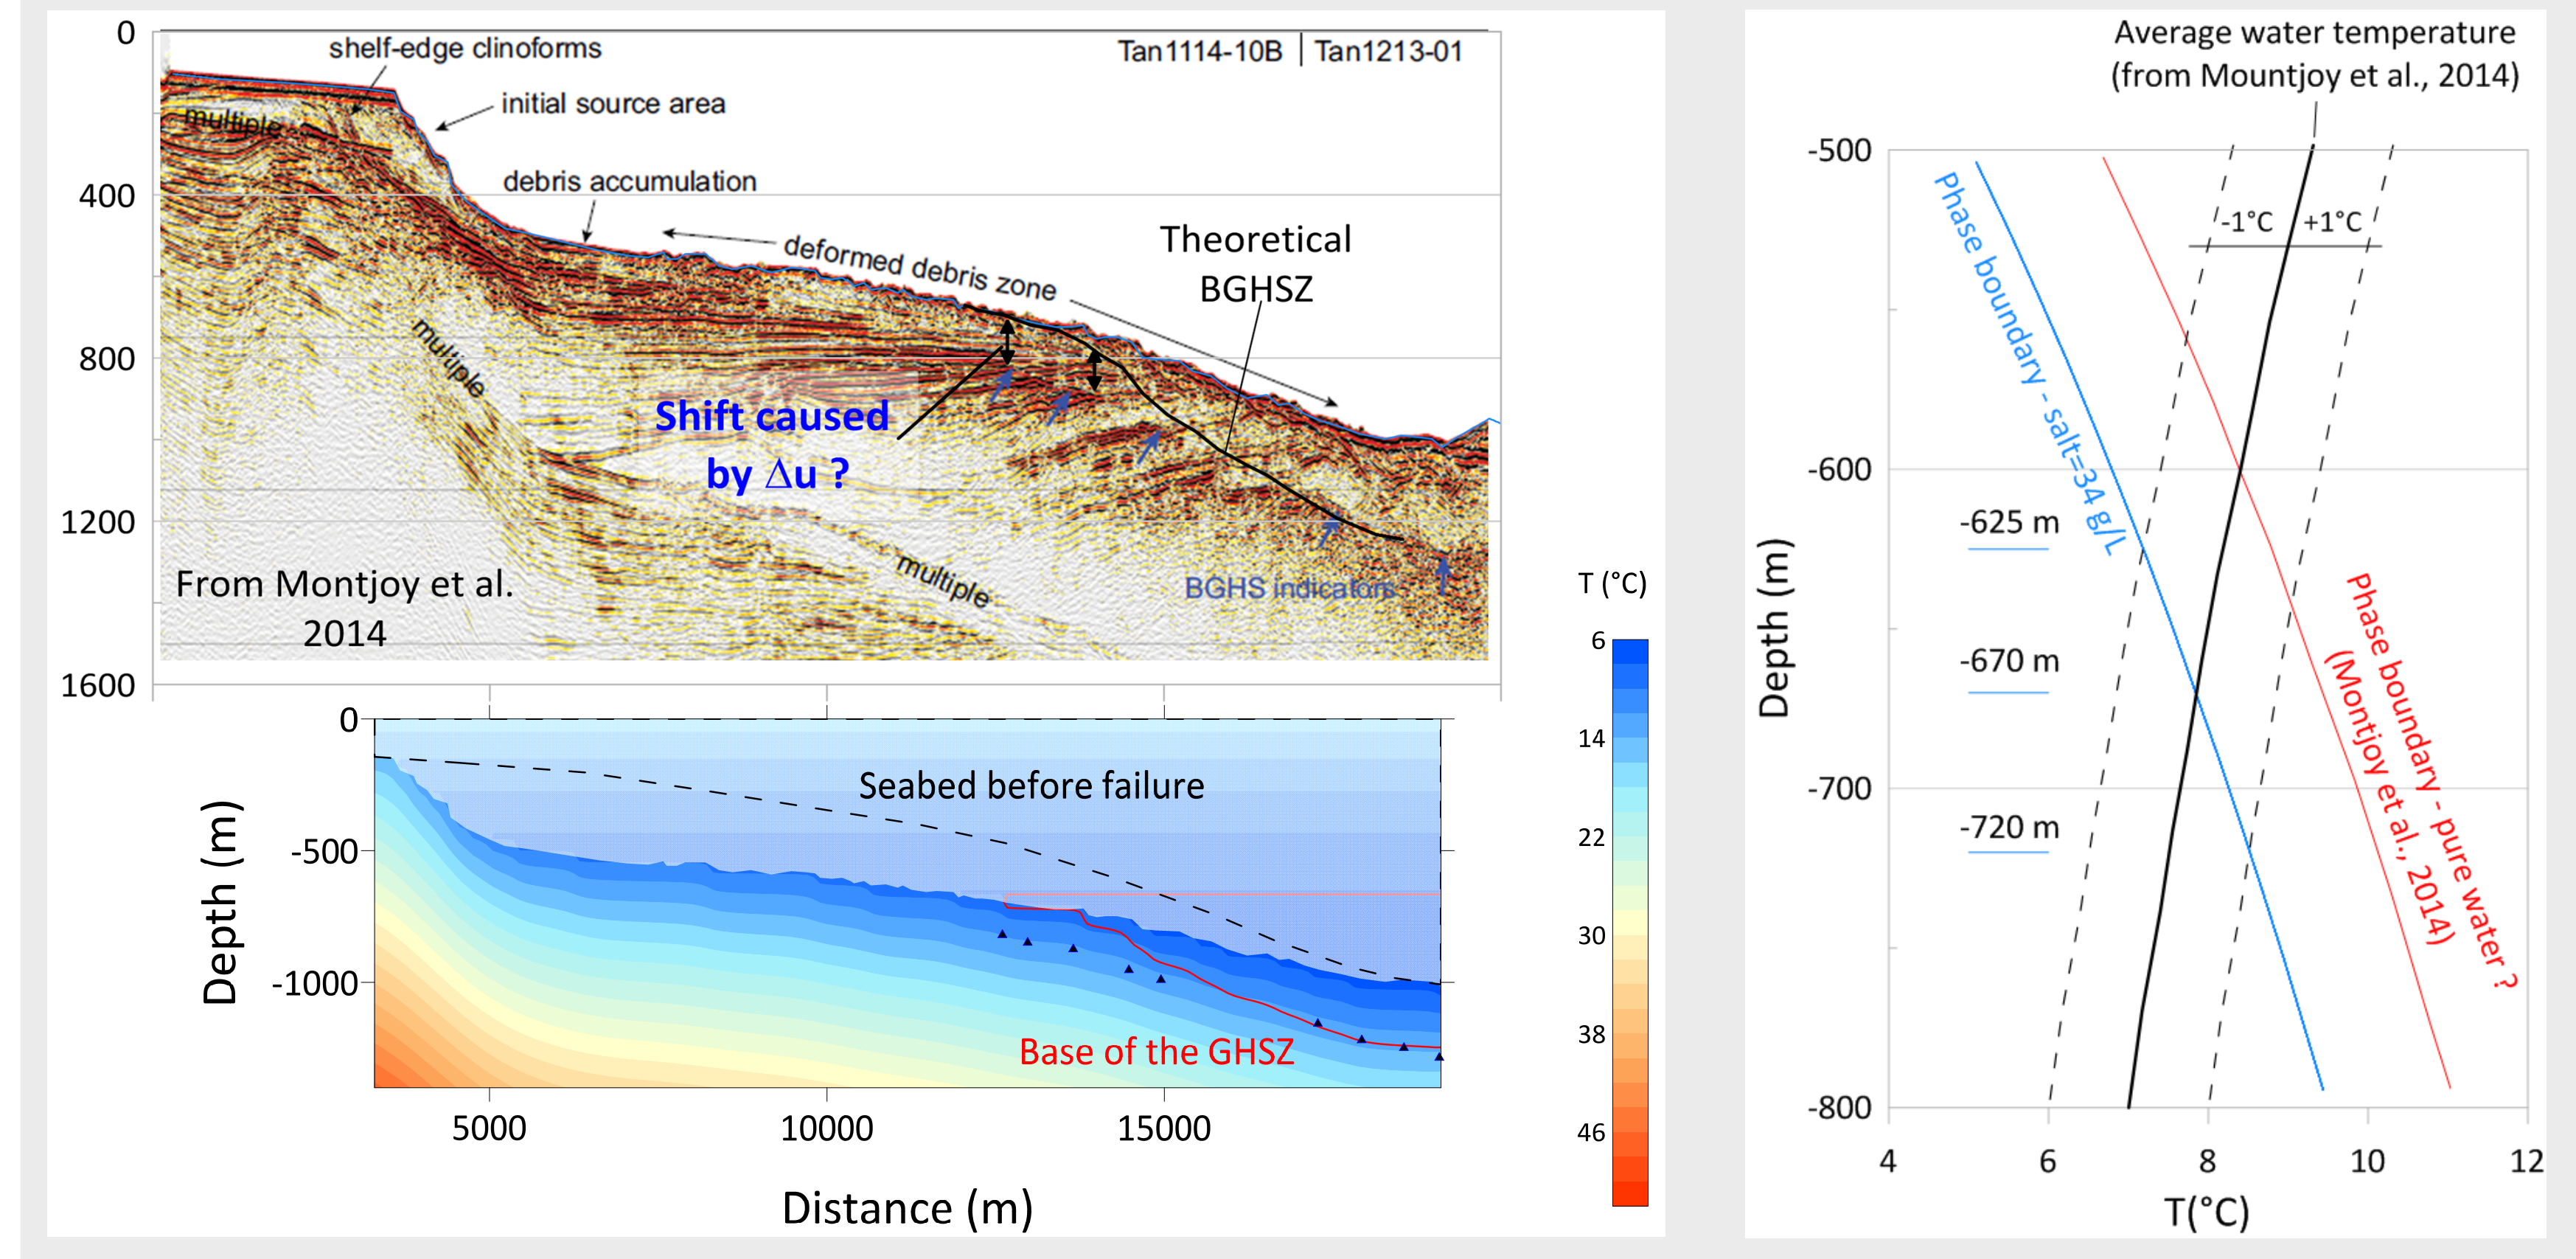 0
400
800
1200
1600
shelf-edge clinoforms
Tan1114-10B | Tan1213-01
initial source area
multiple
debris accumulation
deformed debris zone
Theoretical
BGHSZ
multiple
Shift caused
by Δu ?
multiple
BGHS indicators
From Montjoy et al.
2014
T (°C)
6
14
22
30
38
46
0
-500
-1000
Depth (m)
Seabed before failure
Base of the GHSZ
5000
10000
15000
Distance (m)
Average water temperature
(from Mountjoy et al., 2014)
-500
-600
-700
-800
Depth (m)
-1°C
+1°C
Phase boundary - salt=34 g/L
-625 m
-670 m
-720 m
Phase boundary - pure water ?
(Montjoy et al., 2014)
4
6
8
10
12
T(°C)